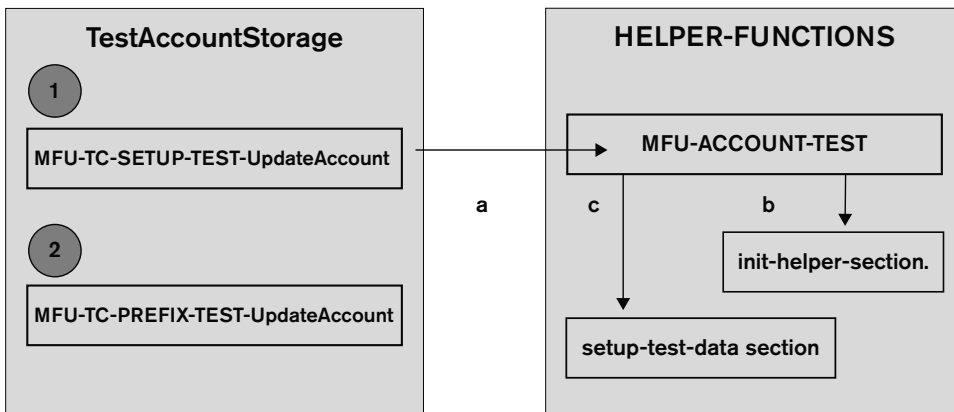 TestAccountStorage
1
MFU-TC-SETUP-TEST-UpdateAccount
2
MFU-TC-PREFIX-TEST-UpdateAccount
a
HELPER-FUNCTIONS
MFU-ACCOUNT-TEST
c
b
init-helper-section.
setup-test-data section